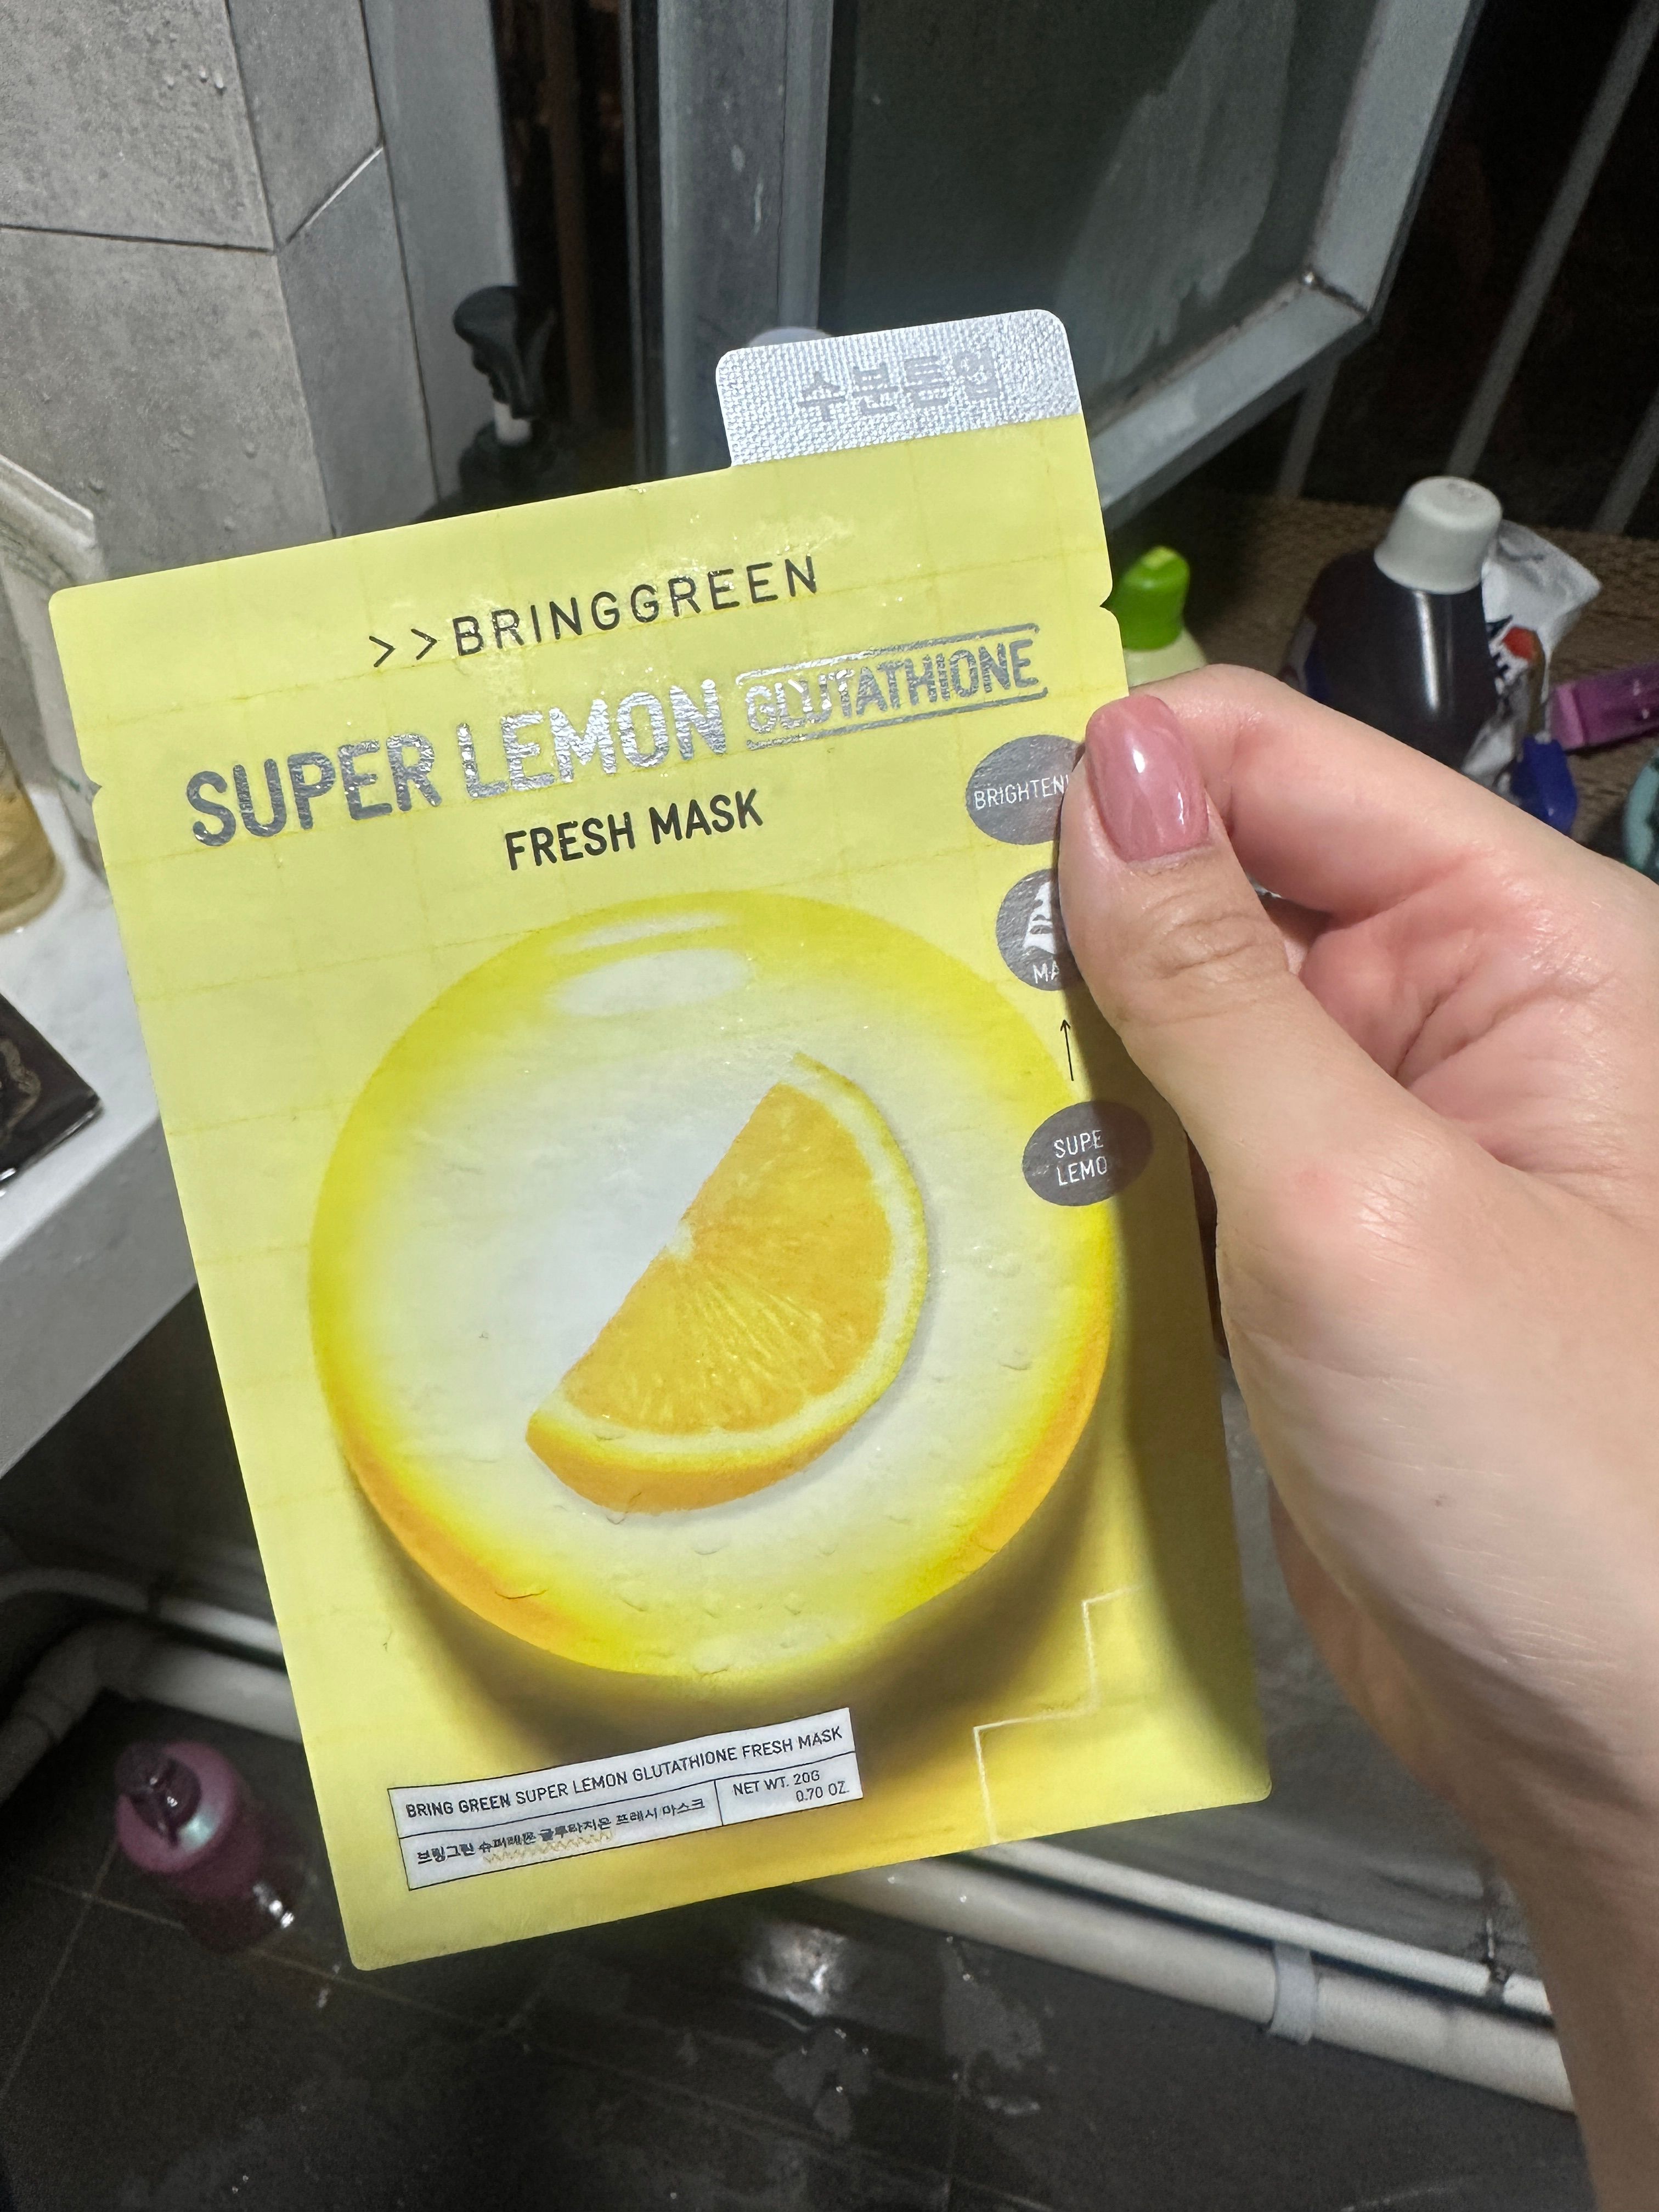 수분톤업
>>BRINGGREEN
SUPER LEMON GLUTATHIONE
FRESH MASK
SUPE
LEMO
BRING GREEN SUPER LEMON GLUTATHIONE FRESH MASK
브링그린 슈퍼레몬 글루타치온 프레시 마스크
NET WT. 20G
0.70 OZ.